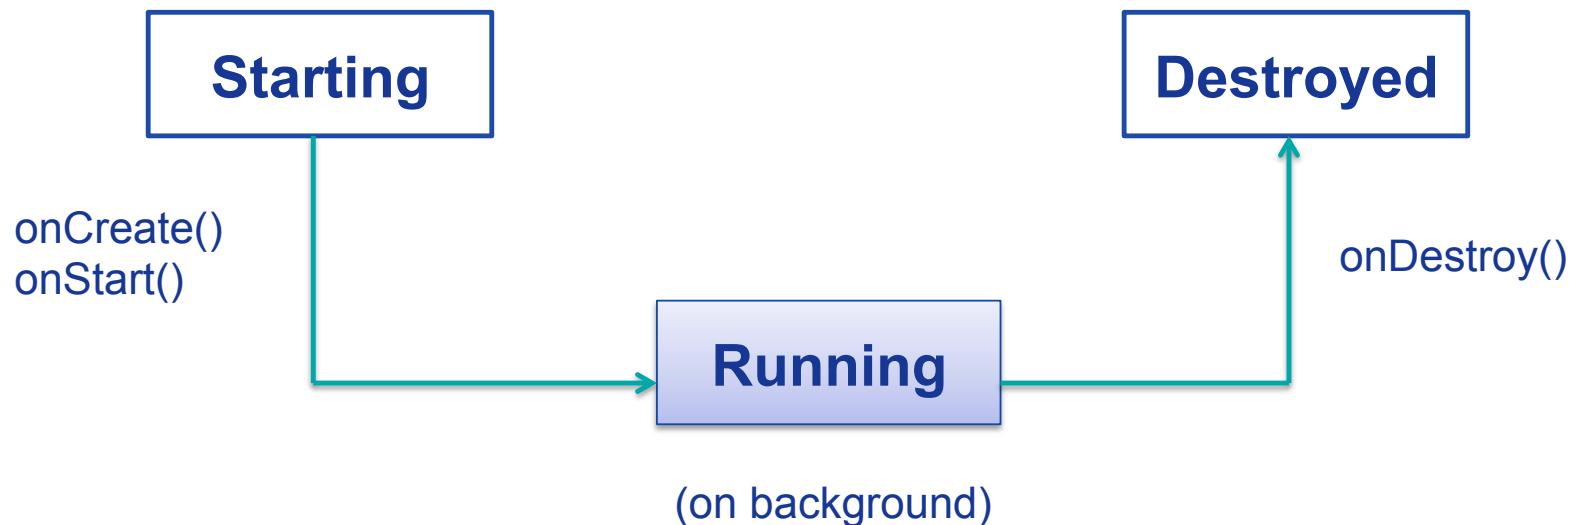 Starting
Destroyed
onCreate()
onStart()
onDestroy()
Running
(on background)